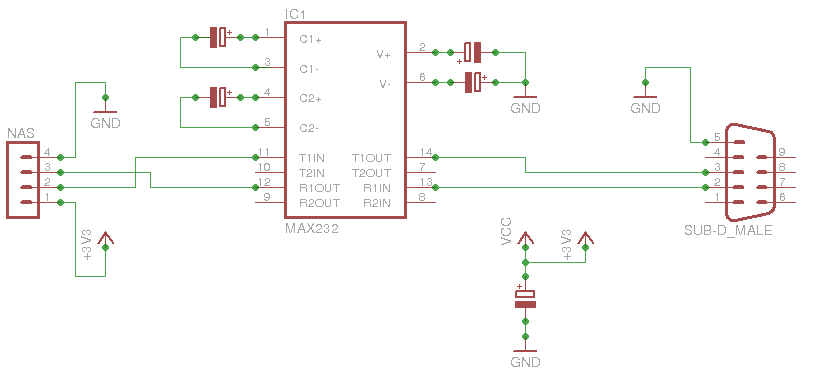 IC1
1 C1+
3 C1-
4 C2+
5 C2-
11 T1IN
10 T2IN
12 R1OUT
9 R2OUT
V+ 2
V- 6
T1OUT 14
T2OUT 7
R1IN 13
R2IN 8
MAX232
+
+
+
+
GND
GND
GND
NAS
4
3
2
1
+3V3
5
4
3
2
1
9
8
7
6
SUB-D_MALE
VCC
+3V3
+
GND